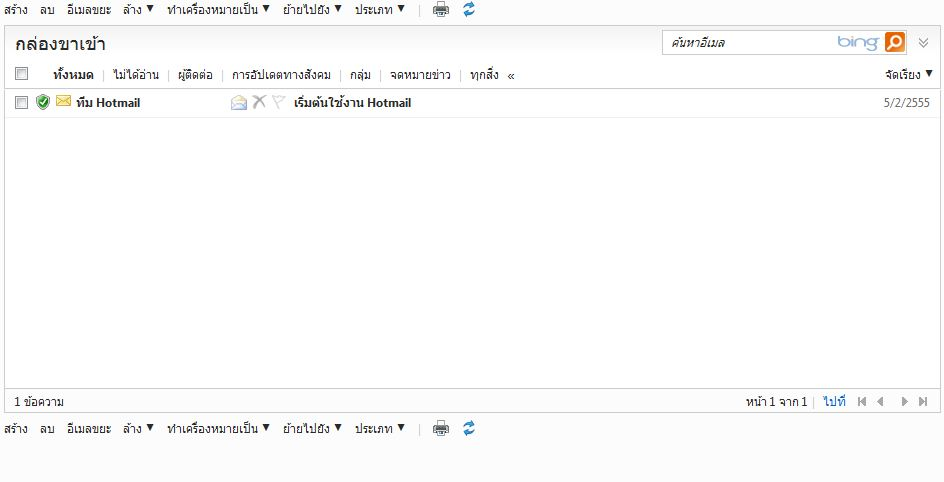 สร้าง ลบ อีเมลขยะ ล้าง ▼ ทำเครื่องหมายเป็น ▼ ย้ายไปยัง ▼ ประเภท ▼
กล่องขาเข้า ค้นหาอีเมล bing
ทั้งหมด | ไม่ได้อ่าน | ผู้ติดต่อ | การอัปเดตทางสังคม | กลุ่ม | จดหมายข่าว | ทุกสิ่ง « จัดเรียง ▼
ทีม Hotmail เริ่มต้นใช้งาน Hotmail 5/2/2555
1 ข้อความ หน้า 1 จาก 1 | ไปที่
สร้าง ลบ อีเมลขยะ ล้าง ▼ ทำเครื่องหมายเป็น ▼ ย้ายไปยัง ▼ ประเภท ▼